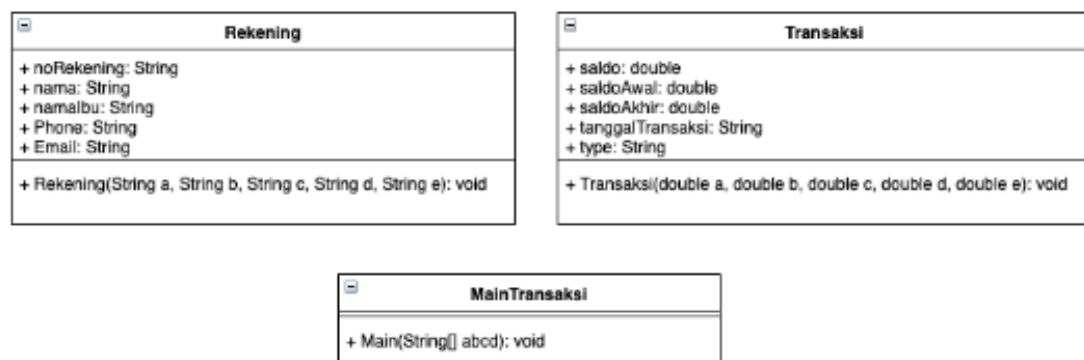 Rekening
+ noRekening: String
+ nama: String
+ namaIbu: String
+ Phone: String
+ Email: String
+ Rekening(String a, String b, String c, String d, String e): void
Transaksi
+ saldo: double
+ saldoAwal: double
+ saldoAkhir: double
+ tanggalTransaksi: String
+ type: String
+ Transaksi(double a, double b, double c, double d, double e): void
MainTransaksi
+ Main(String[] abcd): void